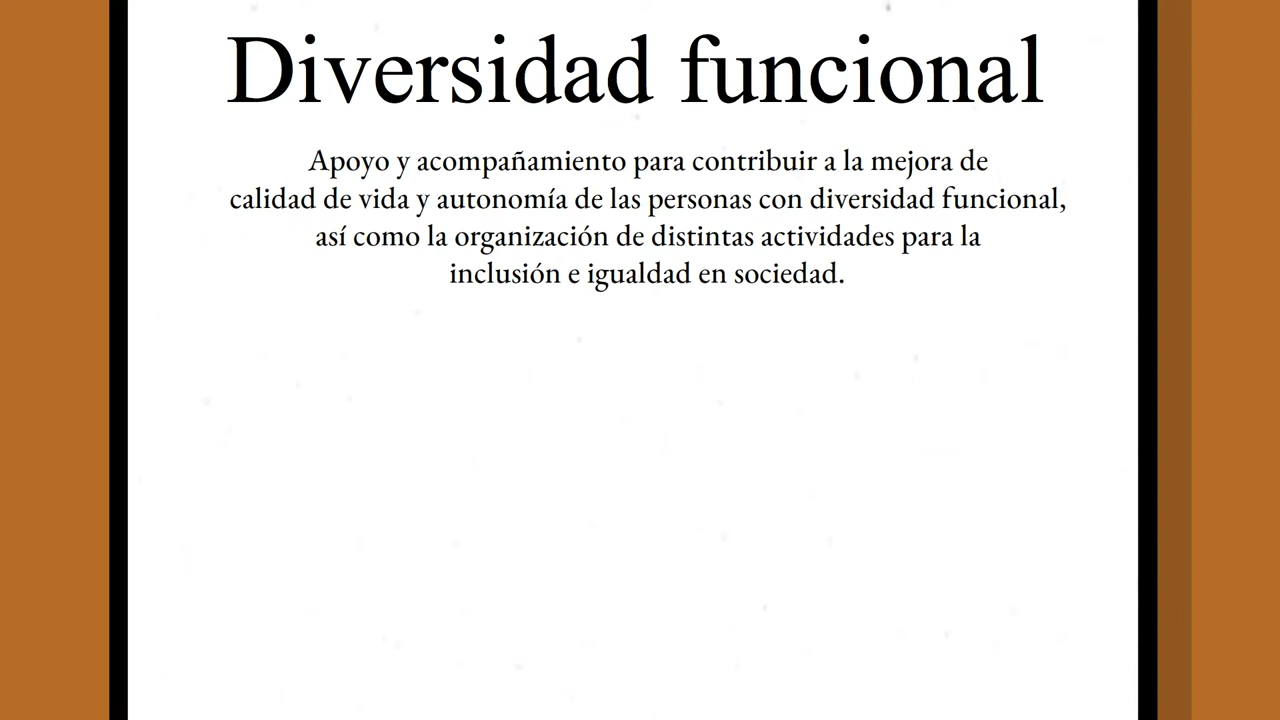 Diversidad funcional
Apoyo y acompañamiento para contribuir a la mejora de
calidad de vida y autonomía de las personas con diversidad funcional,
así como la organización de distintas actividades para la
inclusión e igualdad en sociedad.